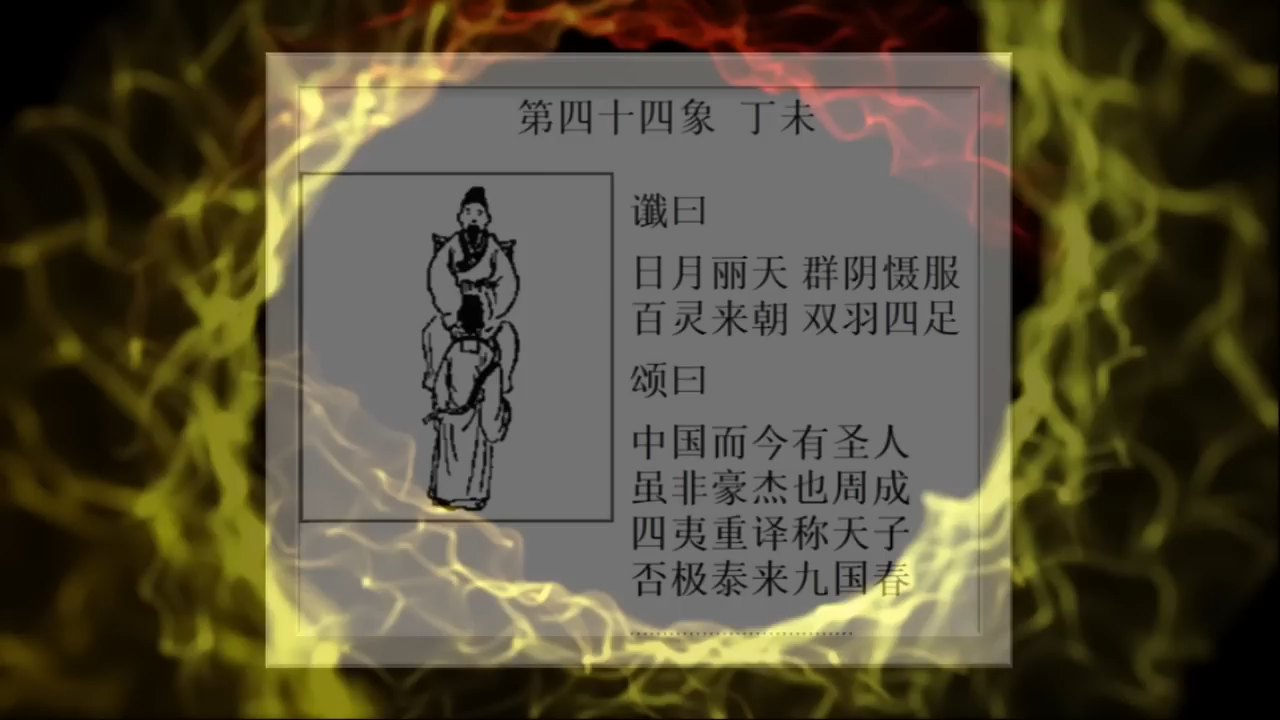 第四十四象 丁未
谶曰
日月丽天 群阴慑服
百灵来朝 双羽四足
颂曰
中国而今有圣人
虽非豪杰也周成
四夷重译称天子
否极泰来九国春